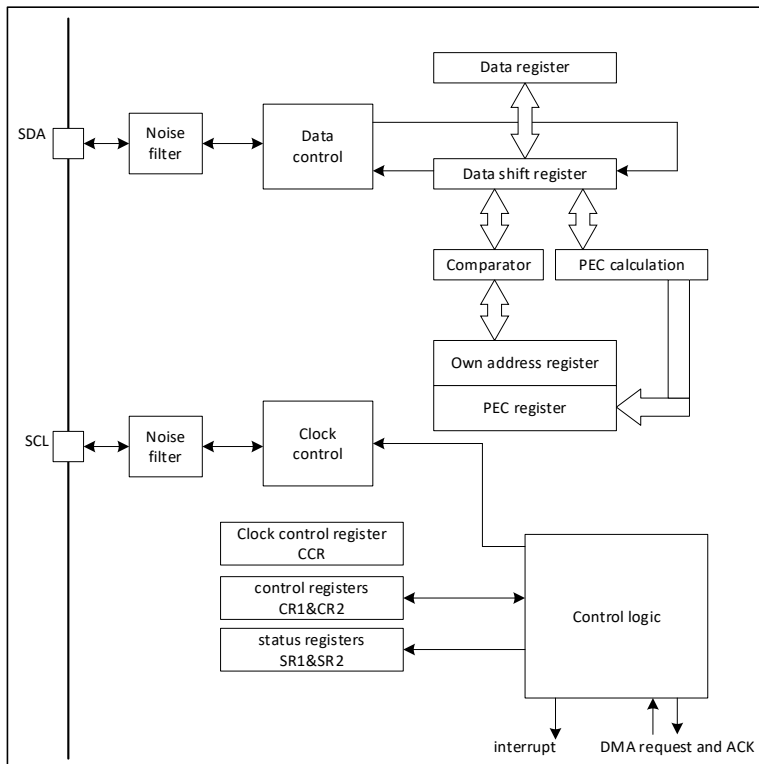 Data register
SDA
Noise
filter
Data
control
Data shift register
Comparator
PEC calculation
Own address register
PEC register
SCL
Noise
filter
Clock
control
Clock control register
CCR
control registers
CR1&CR2
status registers
SR1&SR2
Control logic
interrupt
DMA request and ACK